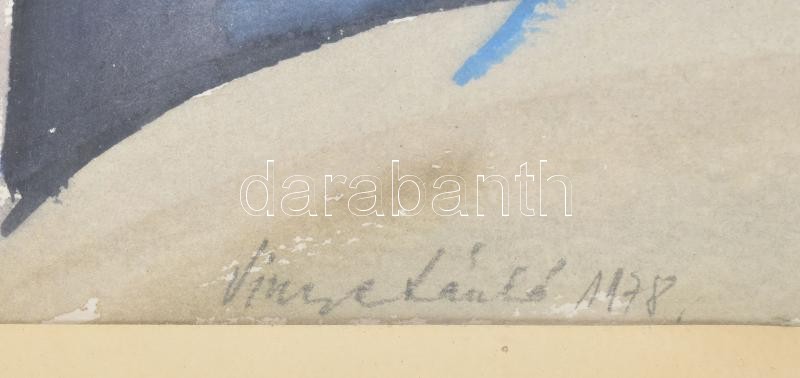 darabanth
Vincze László 1978.